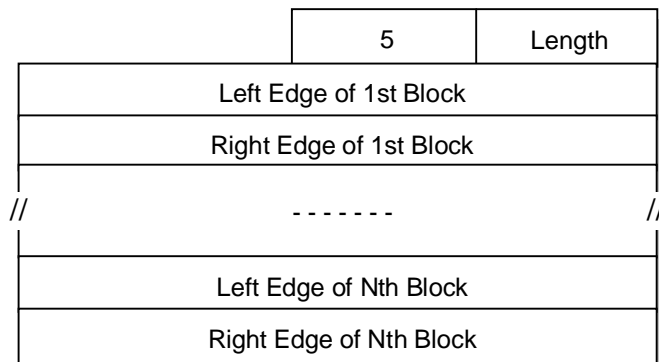 5 Length
Left Edge of 1st Block
Right Edge of 1st Block
// - - - - - - - //
Left Edge of Nth Block
Right Edge of Nth Block